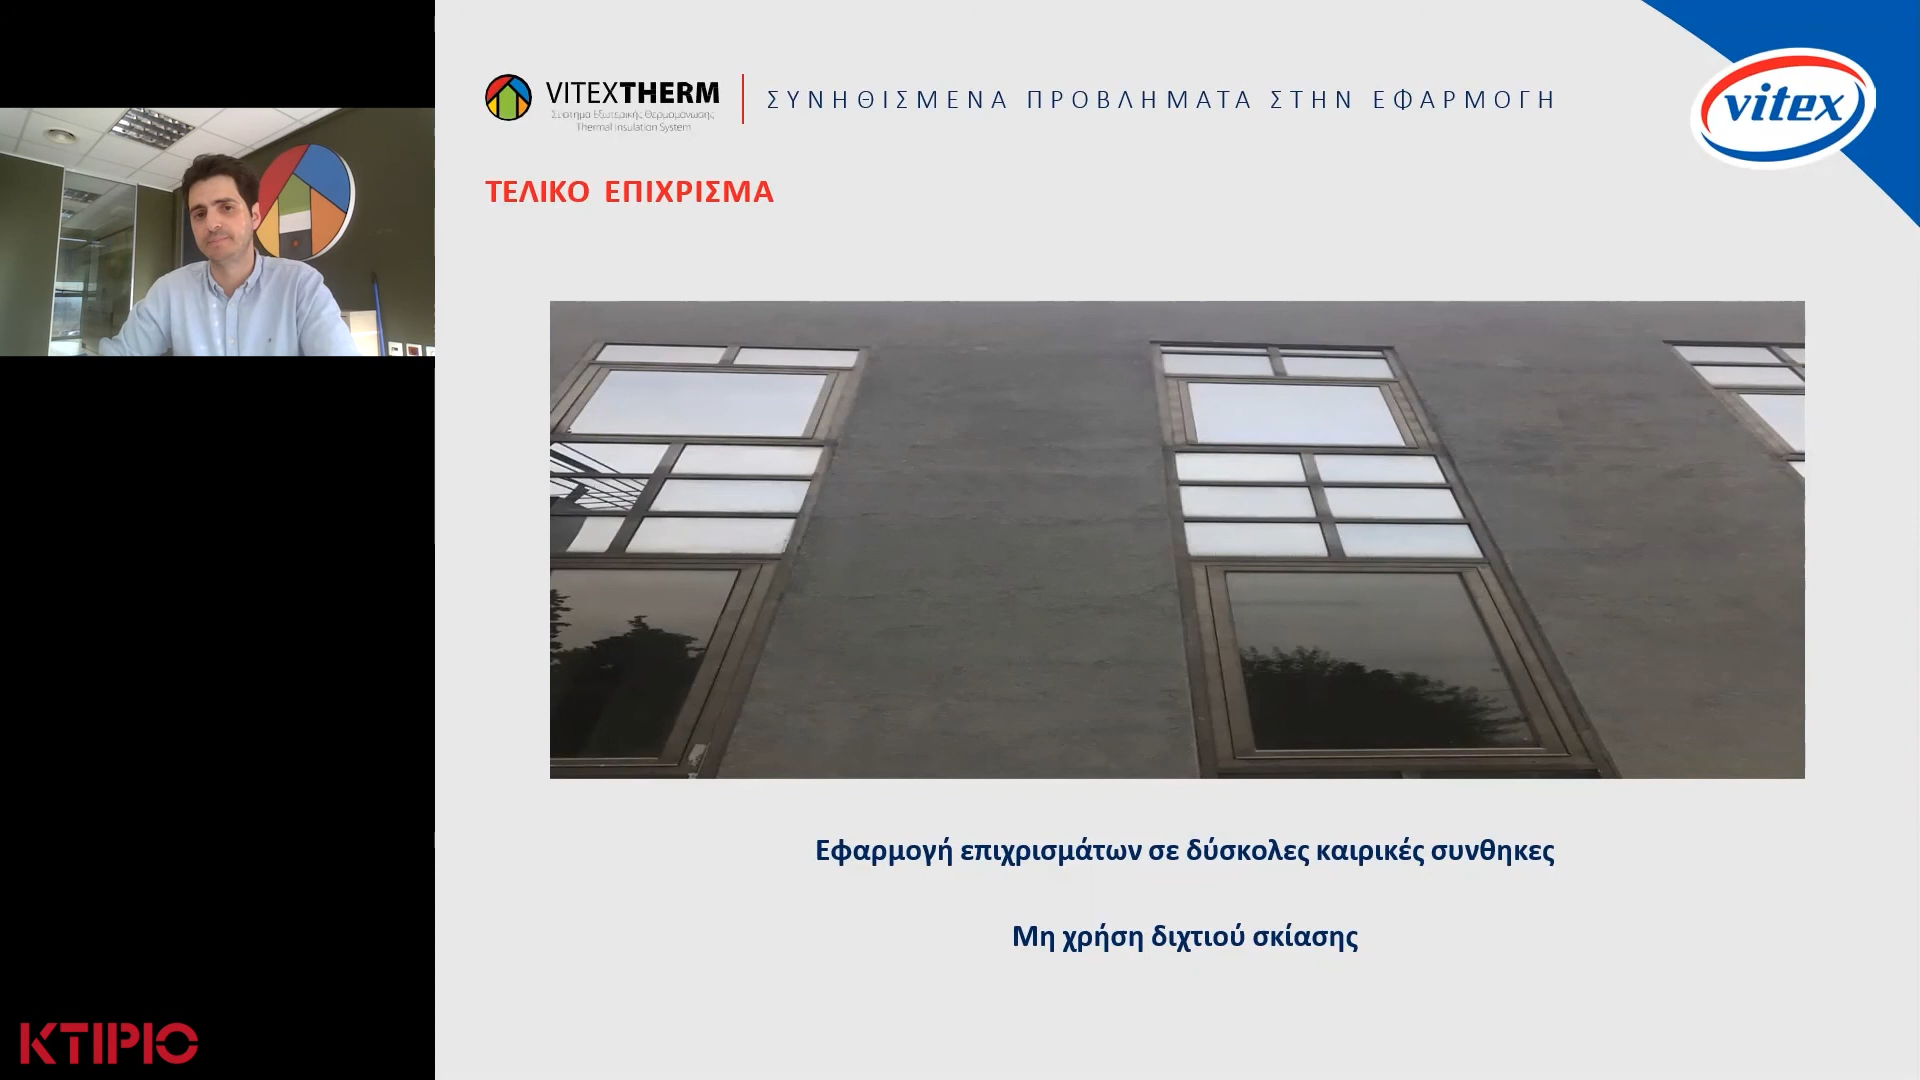 VITEXTHERM
Σύστημα Εξωτερικής Θερμομόνωσης
Thermal Insulation System
ΣΥΝΗΘΙΣΜΕΝΑ ΠΡΟΒΛΗΜΑΤΑ ΣΤΗΝ ΕΦΑΡΜΟΓΗ
vitex
ΤΕΛΙΚΟ ΕΠΙΧΡΙΣΜΑ
Εφαρμογή επιχρισμάτων σε δύσκολες καιρικές συνθηκες
Μη χρήση διχτιού σκίασης
ΚΤΙΡΙΟ